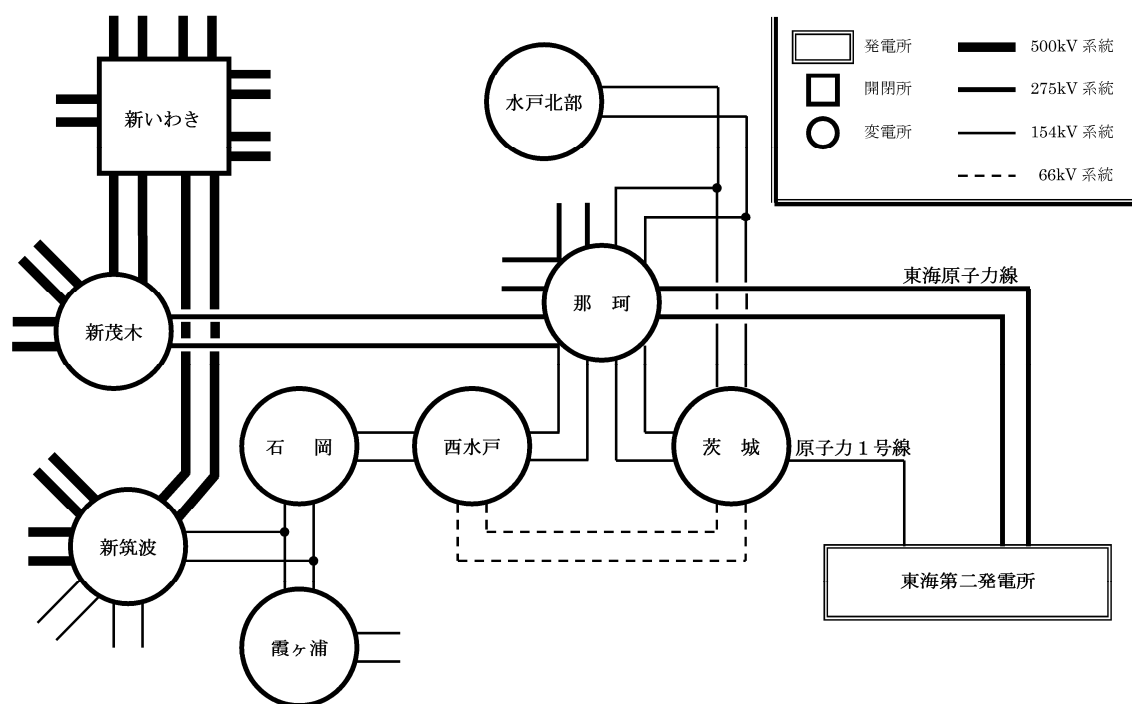 新いわき
水戸北部
発電所
500kV 系統
開閉所
275kV 系統
変電所
154kV 系統
66kV 系統
東海原子力線
那 珂
新茂木
石 岡
西水戸
茨 城
原子力1号線
新筑波
東海第二発電所
霞ヶ浦